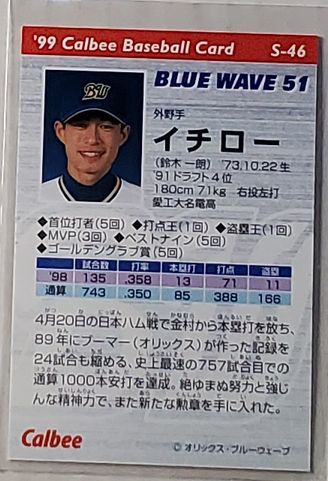 '99 Calbee Baseball Card S-46
BLUE WAVE 51
外野手
イチロー
(鈴木 一朗) '73.10.22生
'91ドラフト4位
180cm 71kg 右投左打
愛工大名電高
◆首位打者(5回) ◆打点王(1回) ◆盗塁王(1回)
◆MVP(3回) ◆ベストナイン(5回)
◆ゴールデングラブ賞(5回)
試合数 打率 本塁打 打点 盗塁
'98 135 .358 13 71 11
通算 743 .350 85 388 166
4月20日の日本ハム戦で金村から本塁打を放ち、
89年にブーマー(オリックス)が作った記録を
24試合も縮める、史上最速の757試合目での
通算1000本安打を達成。絶ゆまぬ努力と強じ
んな精神力で、また新たな勲章を手に入れた。
Calbee
© オリックス・ブルーウェーブ